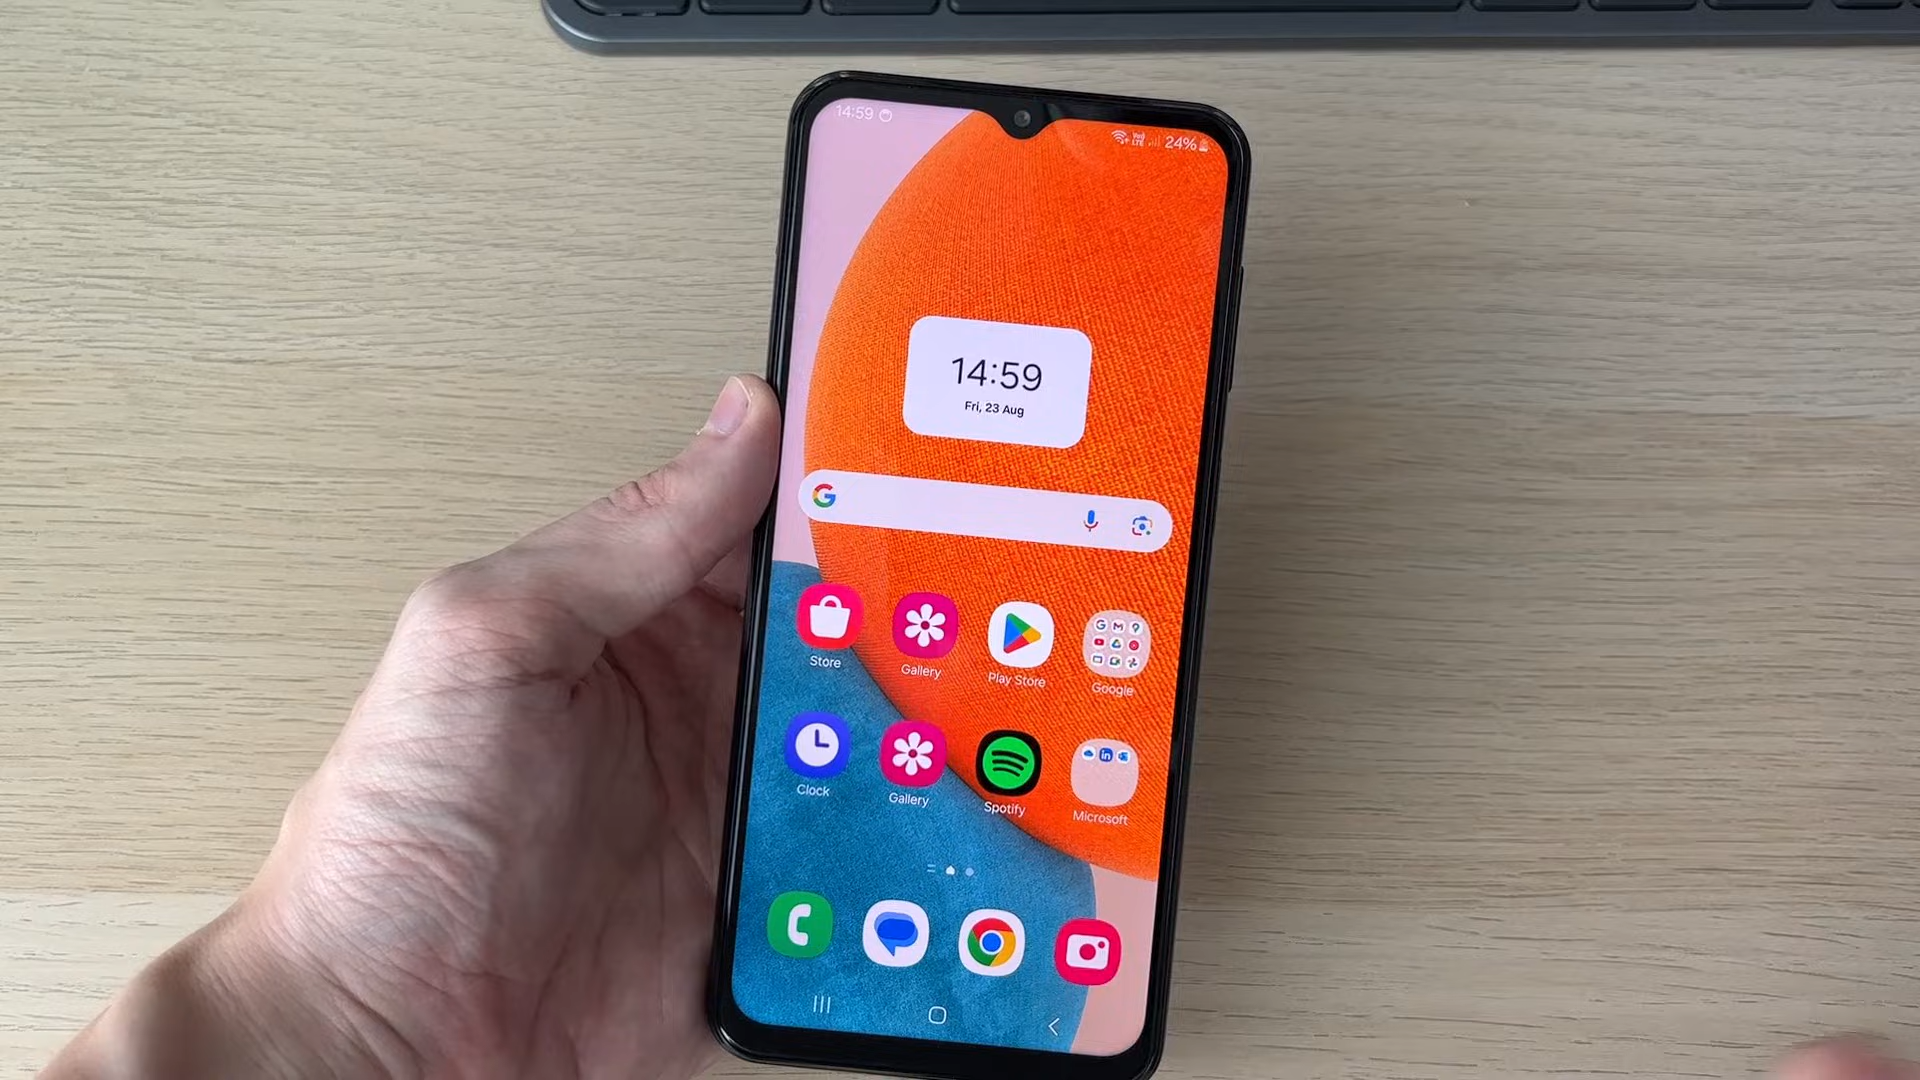 14:59
24%
14:59
Fri, 23 Aug
Store
Gallery
Play Store
Google
Clock
Gallery
Spotify
Microsoft